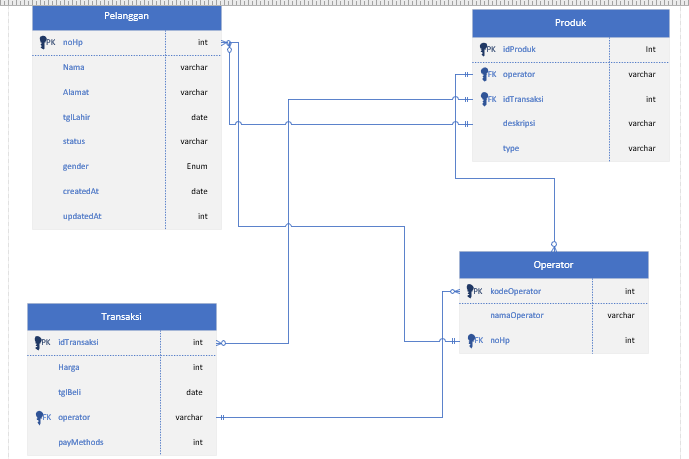 Pelanggan
PK noHp int
Nama varchar
Alamat varchar
tglLahir date
status varchar
gender Enum
createdAt date
updatedAt int
Produk
PK idProduk Int
FK operator varchar
FK idTransaksi int
deskripsi varchar
type varchar
Operator
PK kodeOperator int
namaOperator varchar
FK noHp int
Transaksi
PK idTransaksi int
Harga int
tglBeli date
FK operator varchar
payMethods int